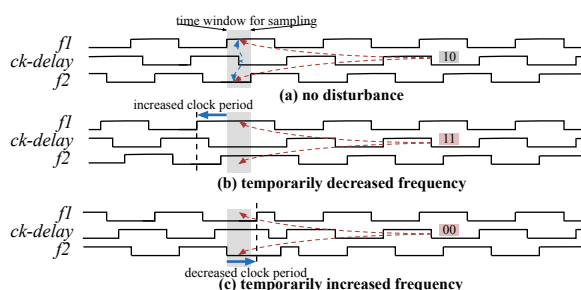 time window for sampling
f1
ck-delay
f2
10
(a) no disturbance
increased clock period
f1
ck-delay
f2
11
(b) temporarily decreased frequency
f1
ck-delay
f2
00
decreased clock period
(c) temporarily increased frequency